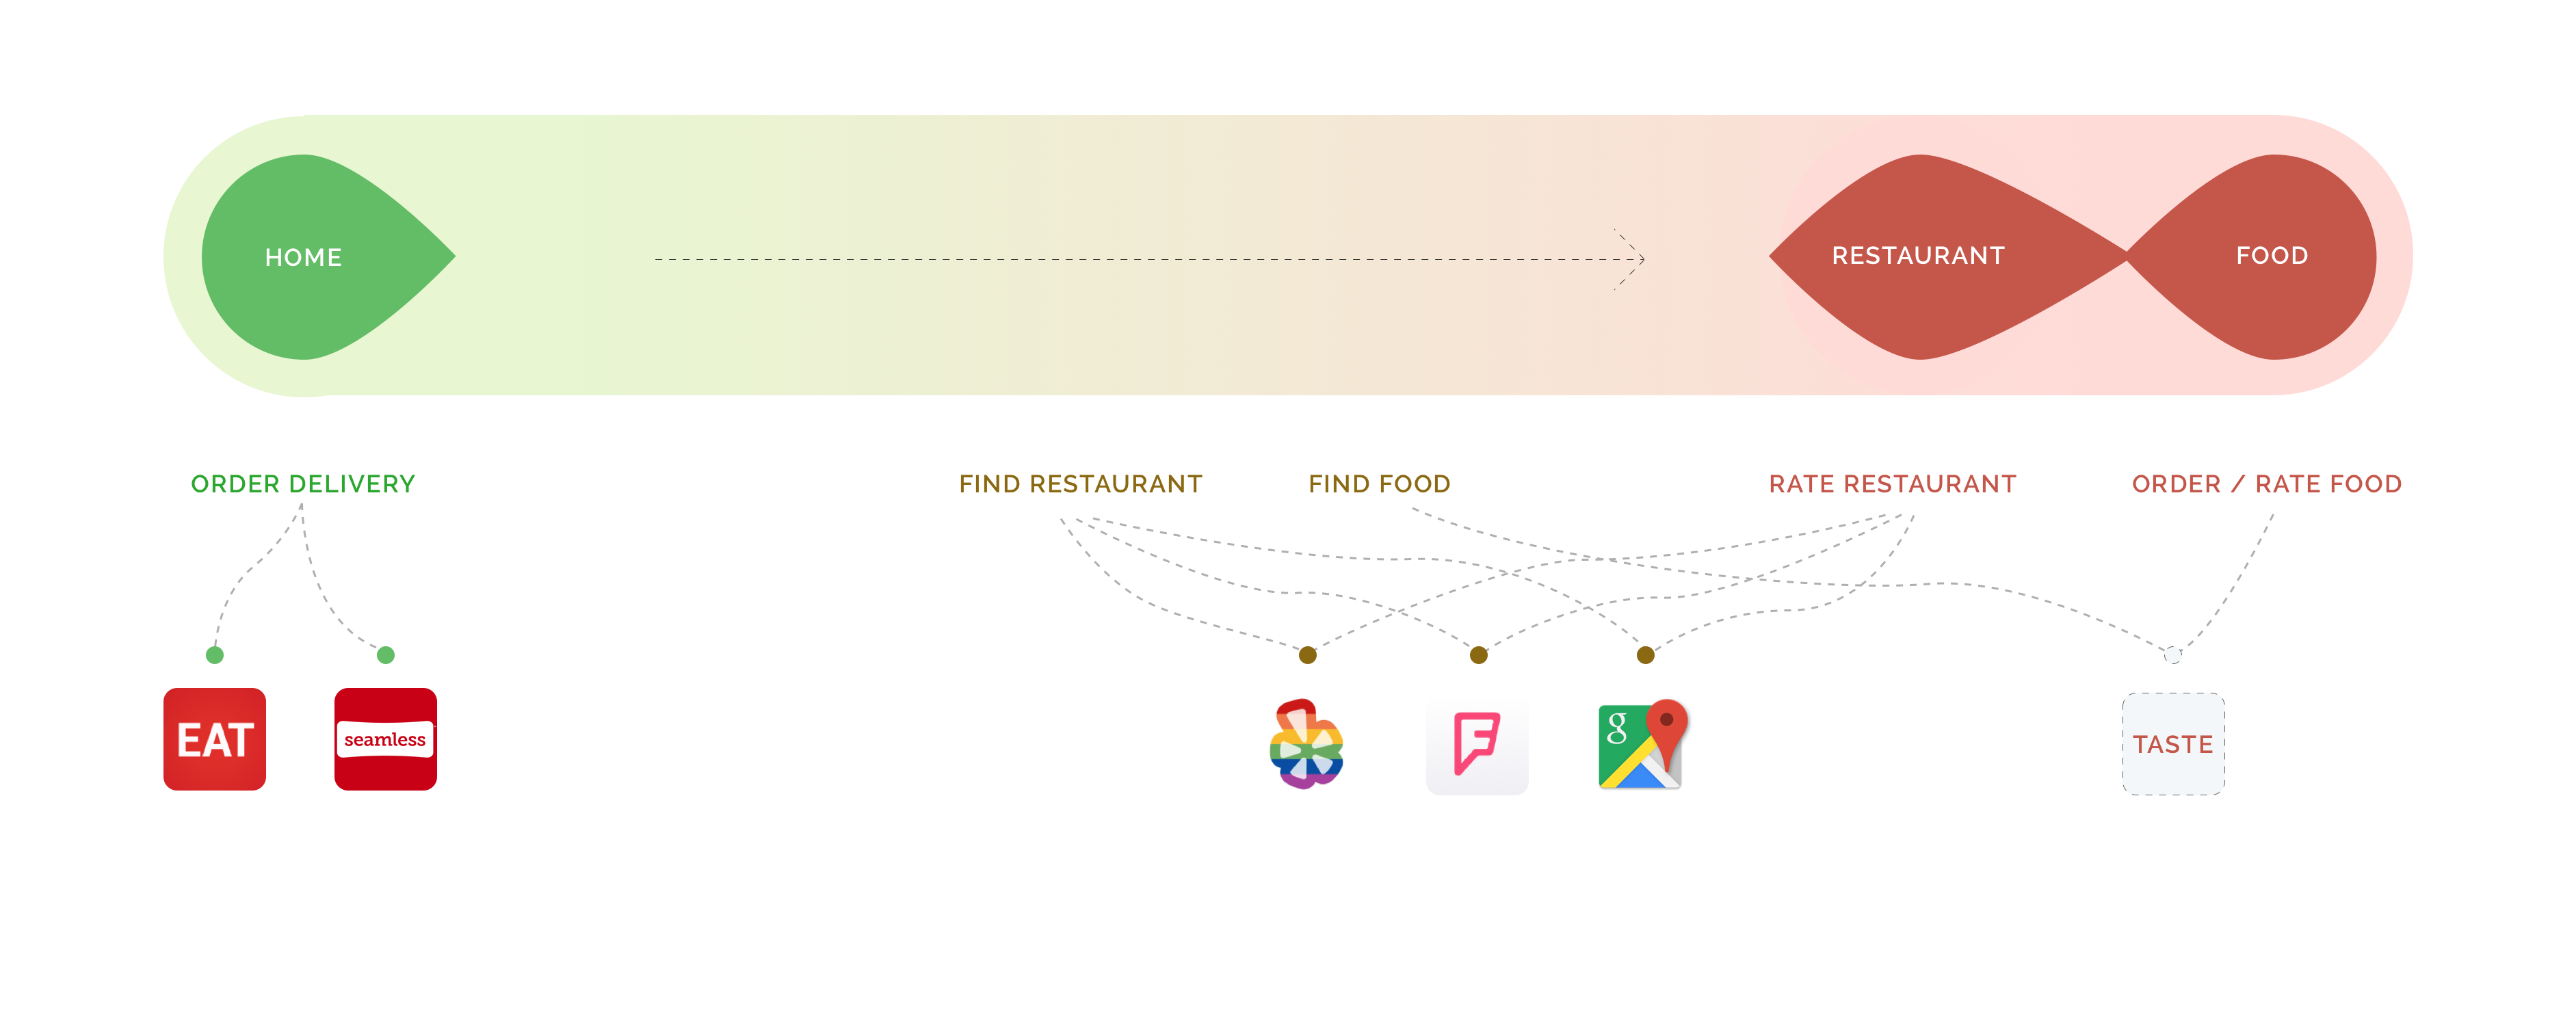 HOME
RESTAURANT
FOOD
ORDER DELIVERY
FIND RESTAURANT
FIND FOOD
RATE RESTAURANT
ORDER / RATE FOOD
EAT
seamless
F
g
TASTE